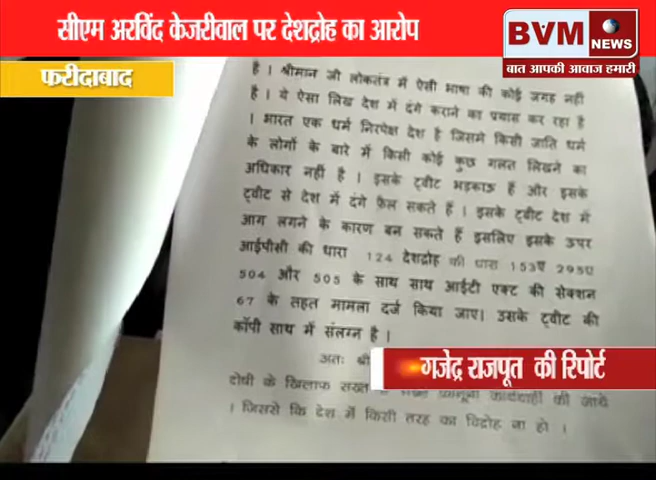 सीएम अरविंद केजरीवाल पर देशद्रोह का आरोप
BVM NEWS
बात आपकी आवाज हमारी
फरीदाबाद
है । श्रीमान जी लोकतंत्र में ऐसी भाषा की कोई जगह नहीं
है । ये ऐसा लिख देश में दंगे कराने का प्रयास कर रहा है
। भारत एक धर्म निरपेक्ष देश है जिसमे किसी जाति धर्म
के लोगों के बारे में किसी कोई कुछ गलत लिखने का
अधिकार नहीं है । इसके ट्वीट भड़काऊ हैं और इसके
ट्वीट से देश में दंगे फैल सकते हैं । इसके ट्वीट देश में
आग लगने के कारण बन सकते हैं इसलिए इसके उपर
आईपीसी की धारा 124 देशद्रोह की धारा 153ए 295ए
504 और 505 के साथ साथ आईटी एक्ट की सेक्शन
67 के तहत मामला दर्ज किया जाए। उसके ट्वीट की
कॉपी साथ में संलग्न है ।
अतः श्री
गजेंद्र राजपूत की रिपोर्ट
दोषी के खिलाफ सख्त कानूनी कार्यवाही की जाये
। जिससे कि देश में किसी तरह का विद्रोह ना हो ।